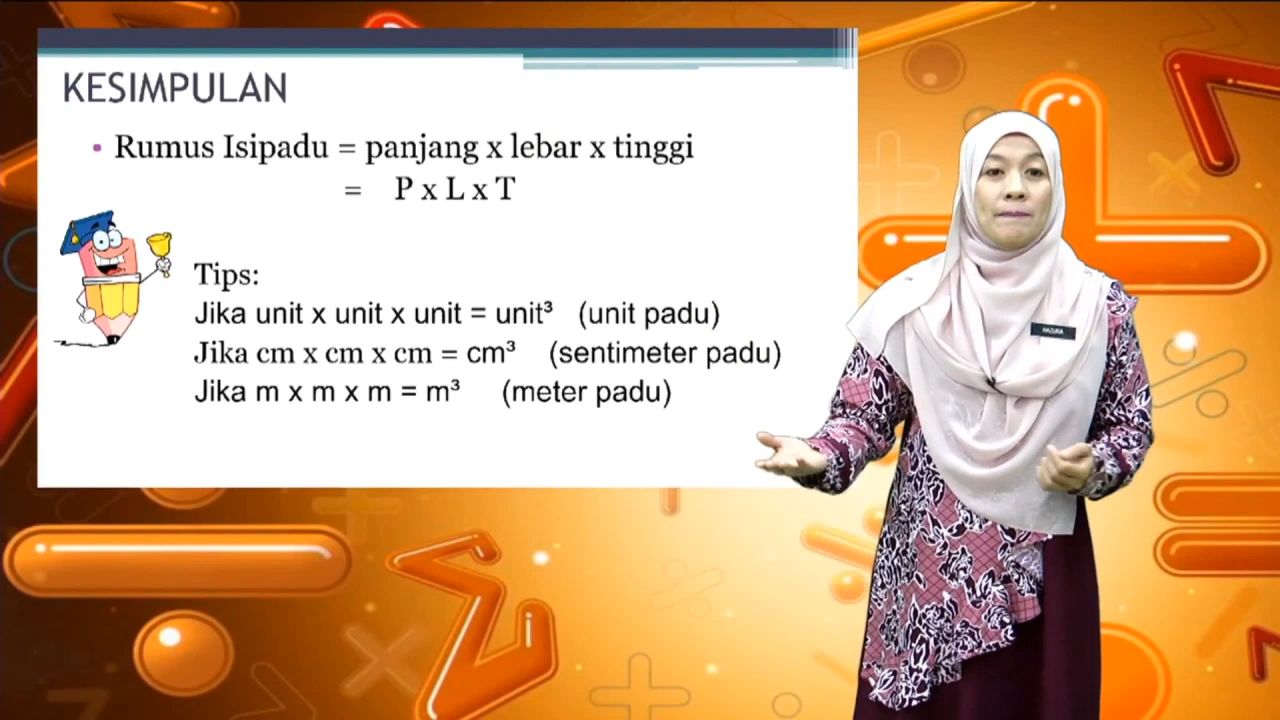 KESIMPULAN
• Rumus Isipadu = panjang x lebar x tinggi
= P x L x T
Tips:
Jika unit x unit x unit = unit³ (unit padu)
Jika cm x cm x cm = cm³ (sentimeter padu)
Jika m x m x m = m³ (meter padu)
HAZURA